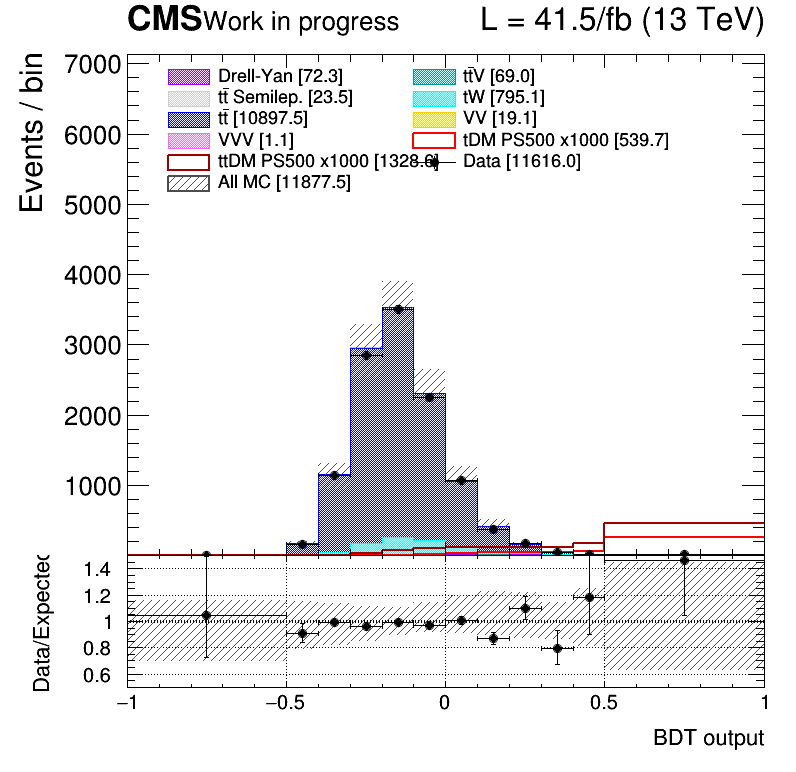 CMS Work in progress L = 41.5/fb (13 TeV)
Events / bin
7000
6000
5000
4000
3000
2000
1000
Drell-Yan [72.3] tt̄V [69.0]
tt̄ Semilep. [23.5] tW [795.1]
tt̄ [10897.5] VV [19.1]
VVV [1.1] tDM PS500 x1000 [539.7]
ttDM PS500 x1000 [1328.6] Data [11616.0]
All MC [11877.5]
Data/Expected
1.4
1.2
1
0.8
0.6
−1 −0.5 0 0.5 1
BDT output